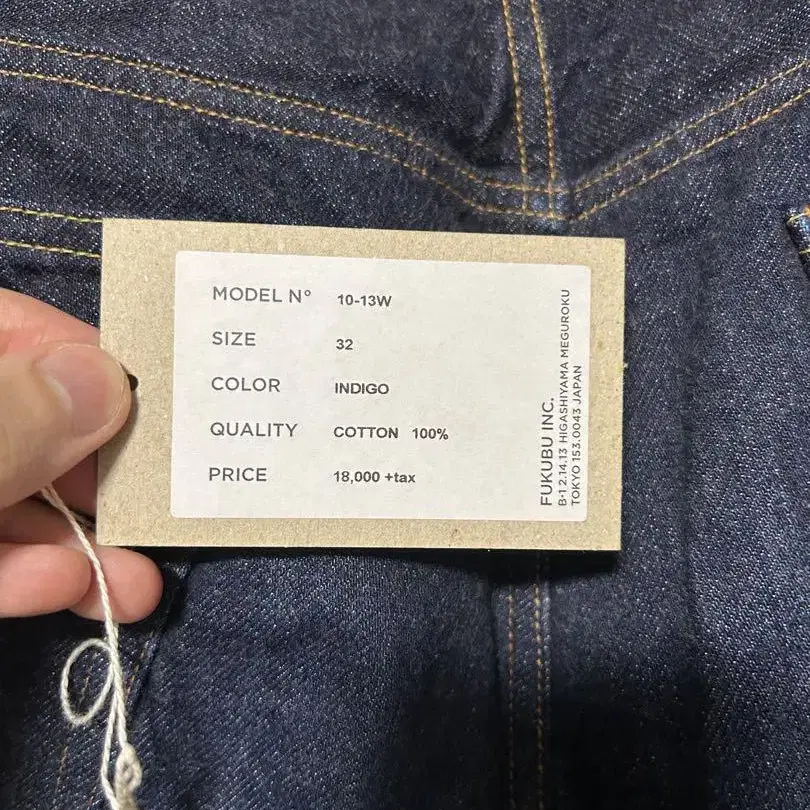 MODEL N° 10-13W
SIZE 32
COLOR INDIGO
QUALITY COTTON 100%
PRICE 18,000 +tax
FUKUBU INC.
B-1 2.14.13 HIGASHIYAMA MEGUROKU
TOKYO 153.0043 JAPAN